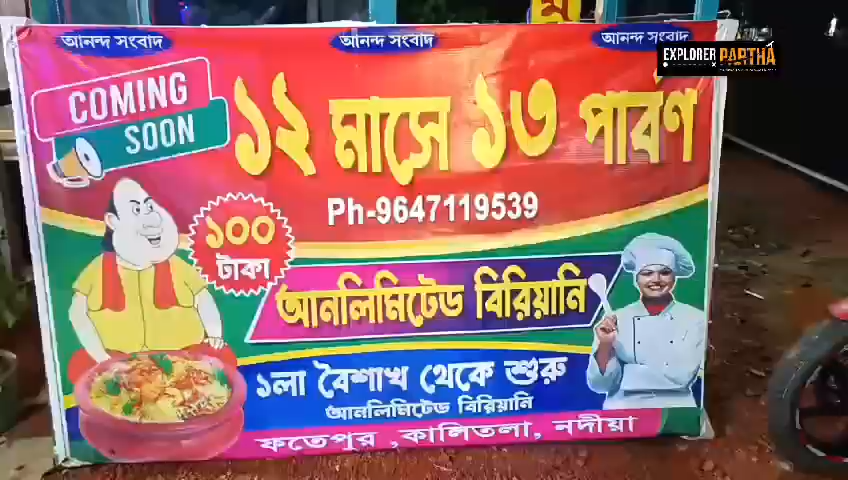 আনন্দ সংবাদ আনন্দ সংবাদ আনন্দ সংবাদ
EXPLORER PARTHA
COMING
SOON
১২ মাসে ১৩ পার্বণ
Ph-9647119539
১০০
টাকা
আনলিমিটেড বিরিয়ানি
১লা বৈশাখ থেকে শুরু
আনলিমিটেড বিরিয়ানি
ফতেপুর ,কালিতলা, নদীয়া